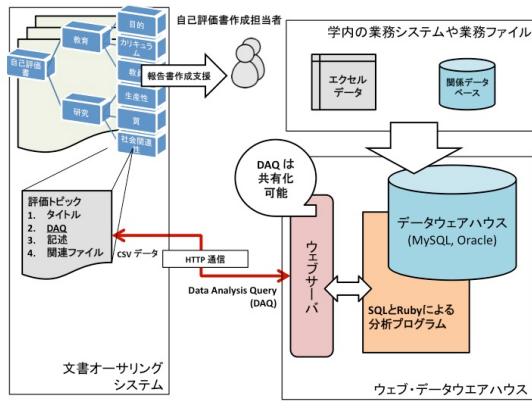 目的
教育
カリキュラ
ム
自己評価
書
教員
生産性
研究
質
社会関連
性
自己評価書作成担当者
報告書作成支援
学内の業務システムや業務ファイル
エクセル
データ
関係データ
ベース
DAQ は
共有化
可能
評価トピック
1. タイトル
2. DAQ
3. 記述
4. 関連ファイル
CSV データ
HTTP 通信
Data Analysis Query
(DAQ)
ウェブサーバ
データウェアハウス
(MySQL, Oracle)
SQLとRubyによる
分析プログラム
文書オーサリング
システム
ウェブ・データウエアハウス